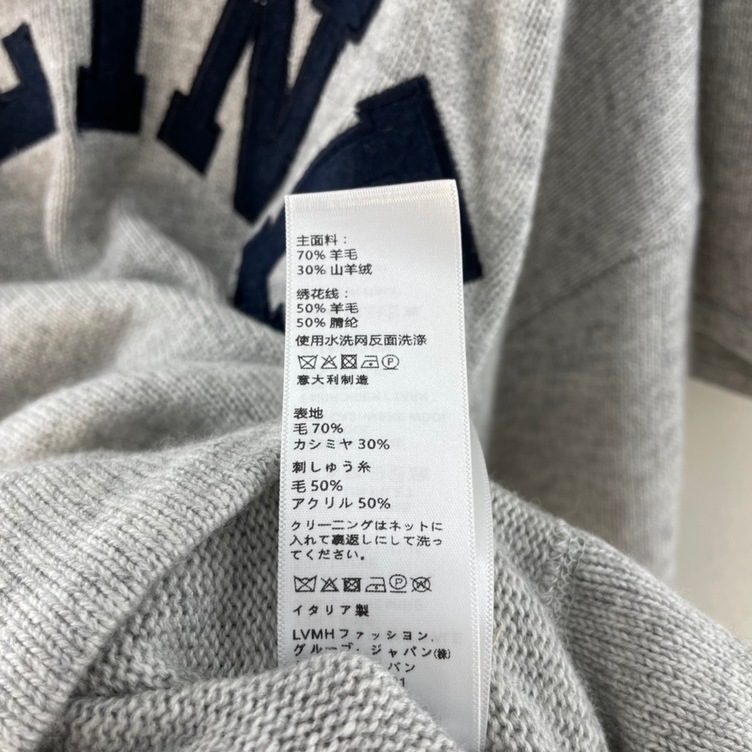 主面料：
70% 羊毛
30% 山羊绒
绣花线：
50% 羊毛
50% 腈纶
使用水洗网反面洗涤
意大利制造
表地
毛 70%
カシミヤ 30%
刺しゅう糸
毛 50%
アクリル 50%
クリーニングはネットに
入れて裏返しにして洗っ
てください。
イタリア製
LVMHファッション.
グループ・ジャパン(株)
パン